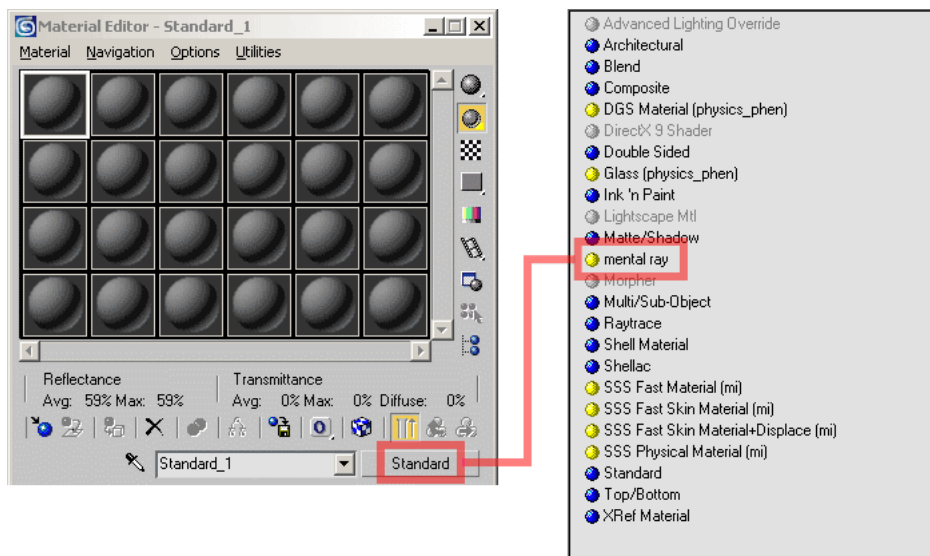 Material Editor - Standard_1
Material Navigation Options Utilities
Reflectance
Avg: 59% Max: 59%
Transmittance
Avg: 0% Max: 0% Diffuse: 0%
Standard_1
Standard
Advanced Lighting Override
Architectural
Blend
Composite
DGS Material (physics_phen)
DirectX 9 Shader
Double Sided
Glass (physics_phen)
Ink 'n Paint
Lightscape Mtl
Matte/Shadow
mental ray
Morpher
Multi/Sub-Object
Raytrace
Shell Material
Shellac
SSS Fast Material (mi)
SSS Fast Skin Material (mi)
SSS Fast Skin Material+Displace (mi)
SSS Physical Material (mi)
Standard
Top/Bottom
XRef Material